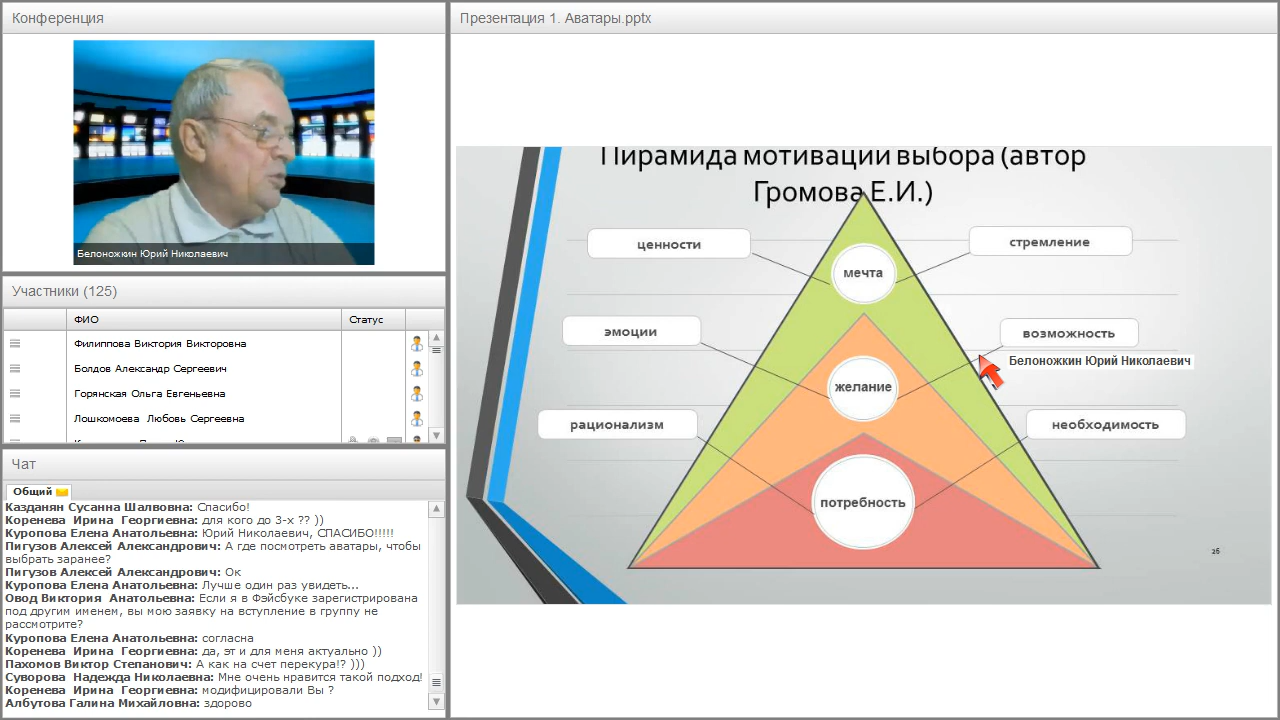 Конференция
Белоножкин Юрий Николаевич
Участники (125)
ФИО
Статус
Филиппова Виктория Викторовна
Болдов Александр Сергеевич
Горянская Ольга Евгеньевна
Лошкомоева Любовь Сергеевна
Чат
Общий
Казданян Сусанна Шалвовна: Спасибо!
Коренева Ирина Георгиевна: для кого до 3-х ?? ))
Куропова Елена Анатольевна: Юрий Николаевич, СПАСИБО!!!!!
Пигузов Алексей Александрович: А где посмотреть аватары, чтобы
выбрать заранее?
Пигузов Алексей Александрович: Ок
Куропова Елена Анатольевна: Лучше один раз увидеть...
Овод Виктория Анатольевна: Если я в Фэйсбуке зарегистрирована
под другим именем, вы мою заявку на вступление в группу не
рассмотрите?
Куропова Елена Анатольевна: согласна
Коренева Ирина Георгиевна: да, эт и для меня актуально ))
Пахомов Виктор Степанович: А как на счет перекура!? )))
Суворова Надежда Николаевна: Мне очень нравится такой подход!
Коренева Ирина Георгиевна: модифицировали Вы ?
Албутова Галина Михайловна: здорово
Презентация 1. Аватары.pptx
Пирамида мотивации выбора (автор
Громова Е.И.)
ценности
стремление
мечта
эмоции
возможность
Белоножкин Юрий Николаевич
желание
рационализм
необходимость
потребность
26